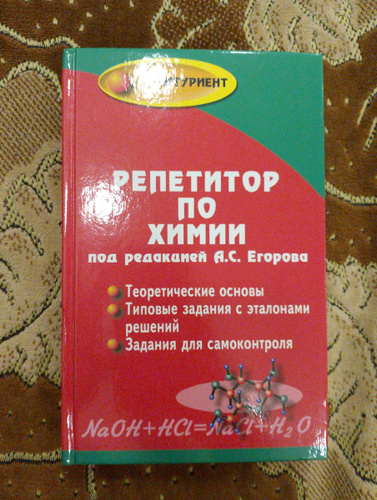 РЕПЕТИТОР
ПО
ХИМИИ
под редакцией А.С. Егорова
Теоретические основы
Типовые задания с эталонами
решений
Задания для самоконтроля
NaOH+HCl=NaCl+H₂O